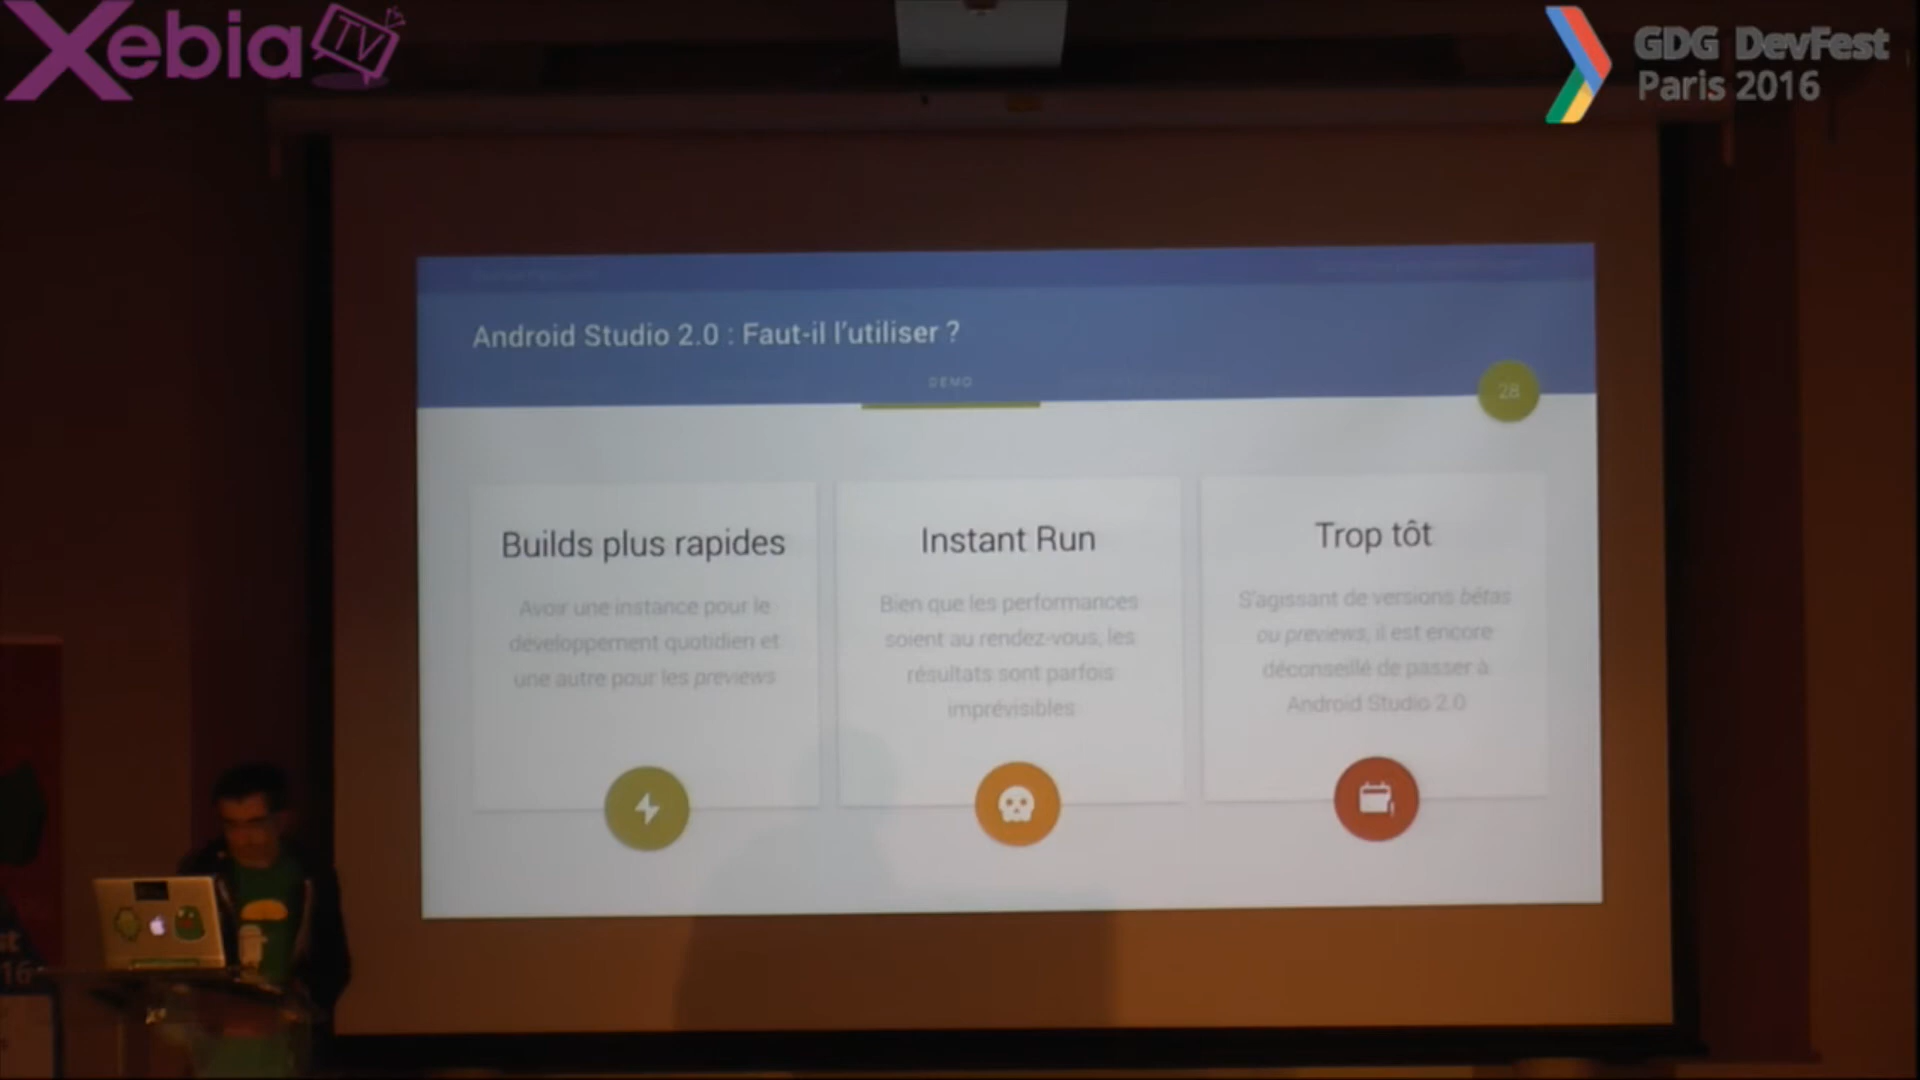 Xebia TV
GDG DevFest
Paris 2016
Android Studio 2.0 : Faut-il l'utiliser ?
DEMO
28
Builds plus rapides
Avoir une instance pour le
développement quotidien et
une autre pour les previews
Instant Run
Bien que les performances
soient au rendez-vous, les
résultats sont parfois
imprévisibles
Trop tôt
S'agissant de versions bêtas
ou previews, il est encore
déconseillé de passer à
Android Studio 2.0
st
16